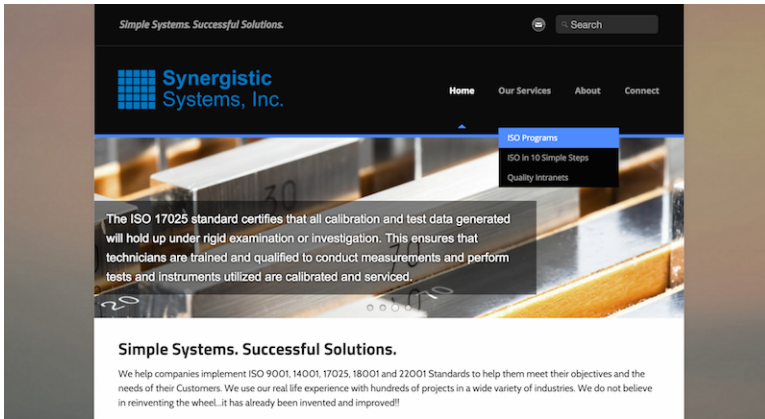 Simple Systems. Successful Solutions.
Search
Synergistic
Systems, Inc.
Home Our Services About Connect
ISO Programs
ISO in 10 Simple Steps
Quality Intranets
30
The ISO 17025 standard certifies that all calibration and test data generated
will hold up under rigid examination or investigation. This ensures that
technicians are trained and qualified to conduct measurements and perform
tests and instruments utilized are calibrated and serviced.
70
20
70
Simple Systems. Successful Solutions.
We help companies implement ISO 9001, 14001, 17025, 18001 and 22001 Standards to help them meet their objectives and the
needs of their Customers. We use our real life experience with hundreds of projects in a wide variety of industries. We do not believe
in reinventing the wheel...it has already been invented and improved!!